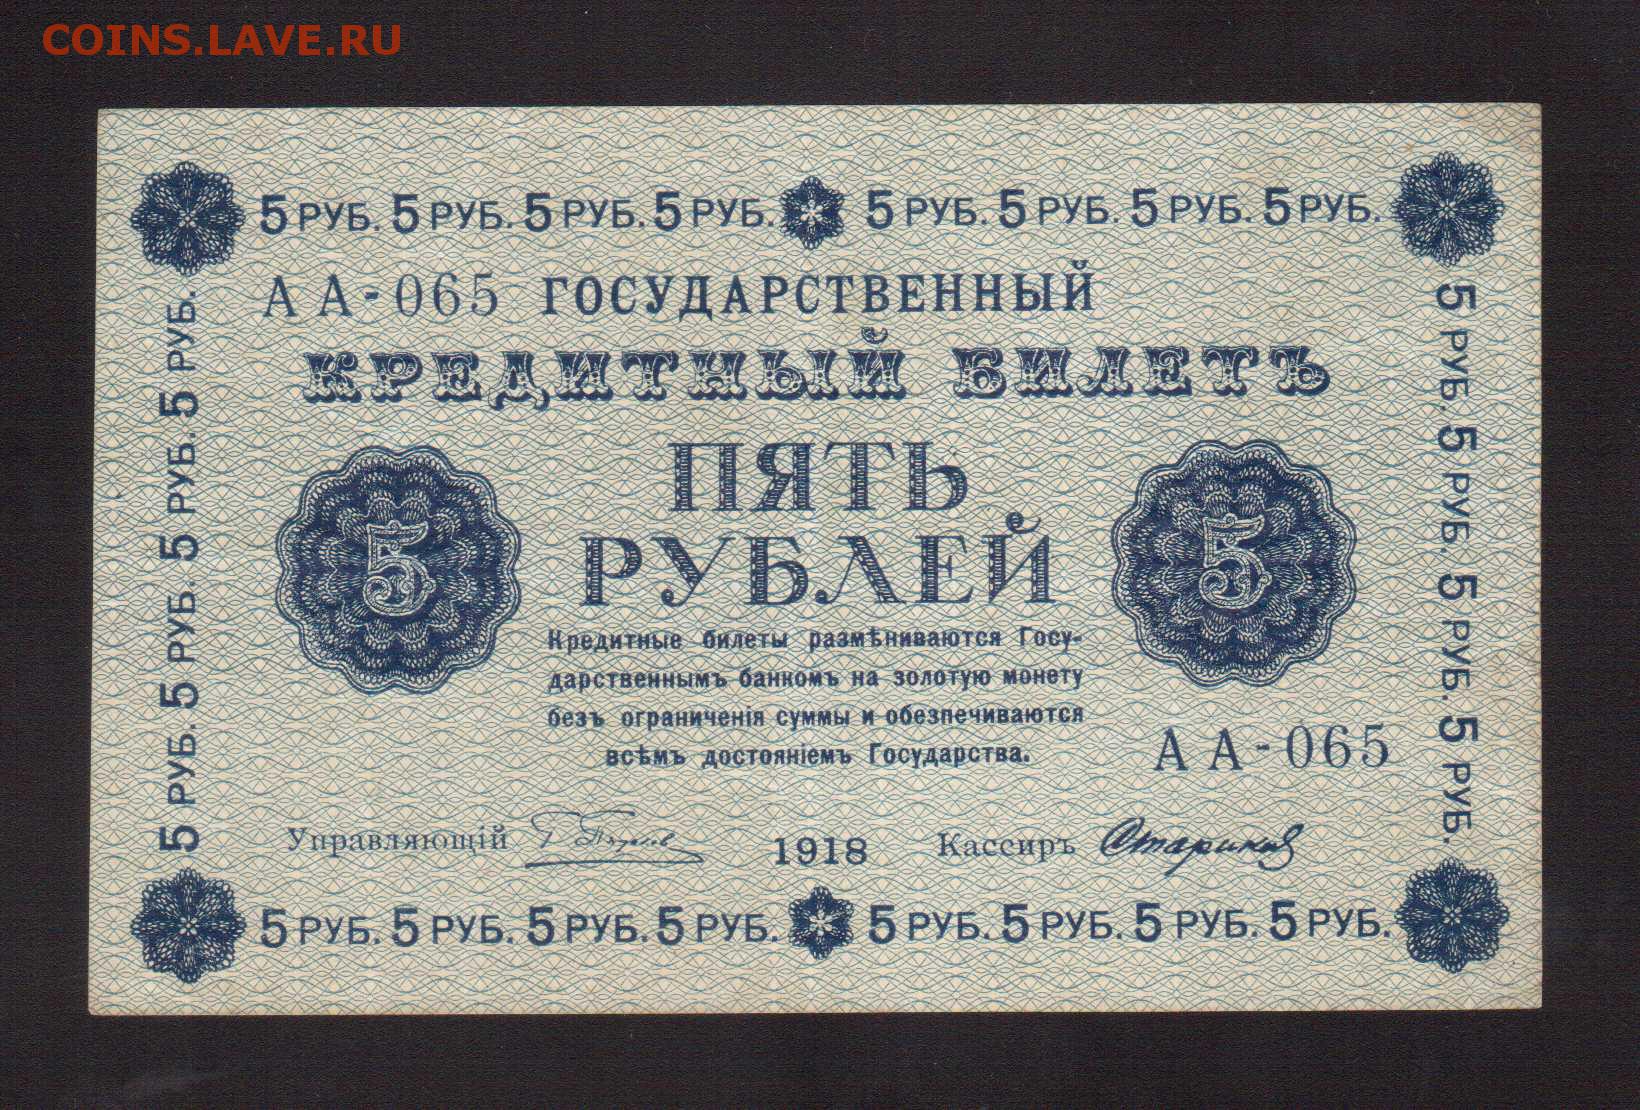 COINS.LAVE.RU
5 РУБ. 5 РУБ. 5 РУБ. 5 РУБ. 5 РУБ. 5 РУБ. 5 РУБ. 5 РУБ.
АА-065 ГОСУДАРСТВЕННЫЙ
КРЕДИТНЫЙ БИЛЕТЪ
ПЯТЬ
РУБЛЕЙ
5
5
Кредитные билеты размѣниваются Госу-
дарственнымъ банкомъ на золотую монету
безъ ограниченія суммы и обезпечиваются
всѣмъ достояніемъ Государства.
АА-065
Управляющій
1918
Кассиръ
Стариков
5 РУБ. 5 РУБ. 5 РУБ. 5 РУБ.
5 РУБ. 5 РУБ. 5 РУБ. 5 РУБ.
5 РУБ. 5 РУБ. 5 РУБ. 5 РУБ. 5 РУБ. 5 РУБ. 5 РУБ. 5 РУБ.